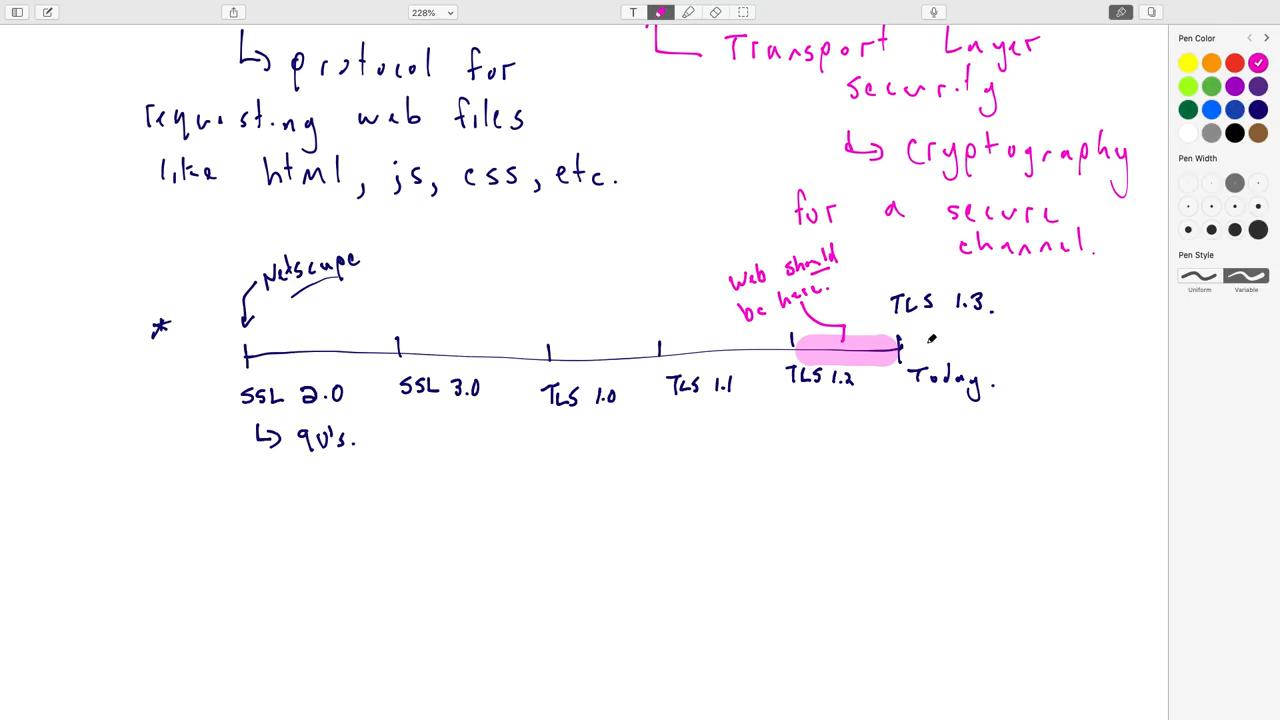 228%
T
Pen Color
Transport Layer
security
↳ protocol for
requesting web files
like html, js, css, etc.
↳ cryptography
for a secure
channel.
Pen Width
Pen Style
Uniform
Variable
Netscape
web should
be here.
TLS 1.3.
*
SSL 2.0
SSL 3.0
TLS 1.0
TLS 1.1
TLS 1.2
Today.
↳ 90's.